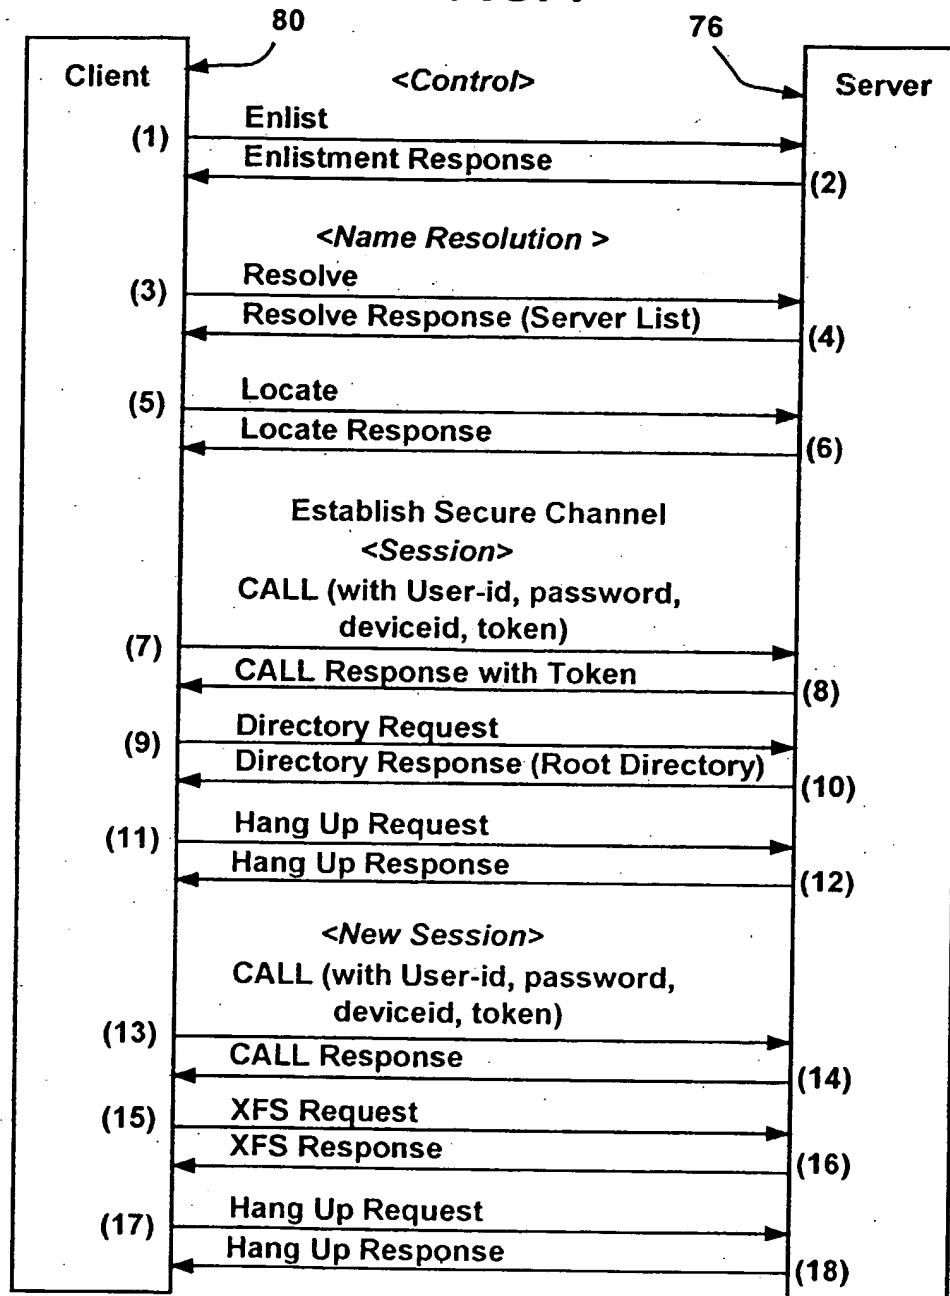 80
76
Client
<Control>
Server
(1)
Enlist
Enlistment Response
(2)
<Name Resolution >
(3)
Resolve
Resolve Response (Server List)
(4)
(5)
Locate
Locate Response
(6)
Establish Secure Channel
<Session>
CALL (with User-id, password,
deviceid, token)
(7)
CALL Response with Token
(8)
(9)
Directory Request
Directory Response (Root Directory)
(10)
(11)
Hang Up Request
Hang Up Response
(12)
<New Session>
CALL (with User-id, password,
deviceid, token)
(13)
CALL Response
(14)
(15)
XFS Request
XFS Response
(16)
(17)
Hang Up Request
Hang Up Response
(18)